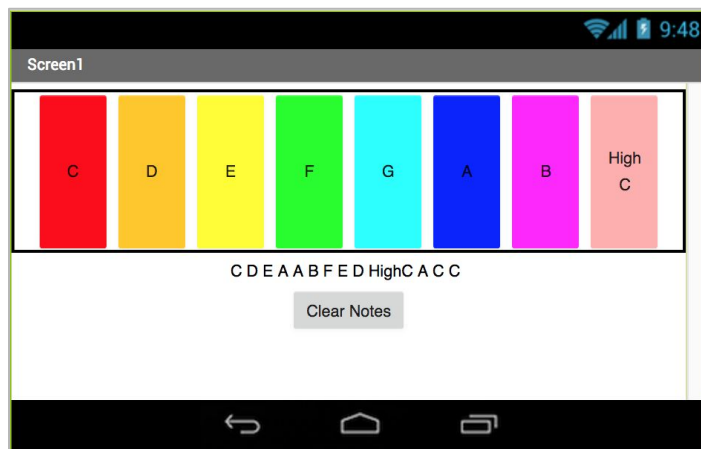 9:48
Screen1
C D E F G A B High
C
C D E A A B F E D HighC A C C
Clear Notes